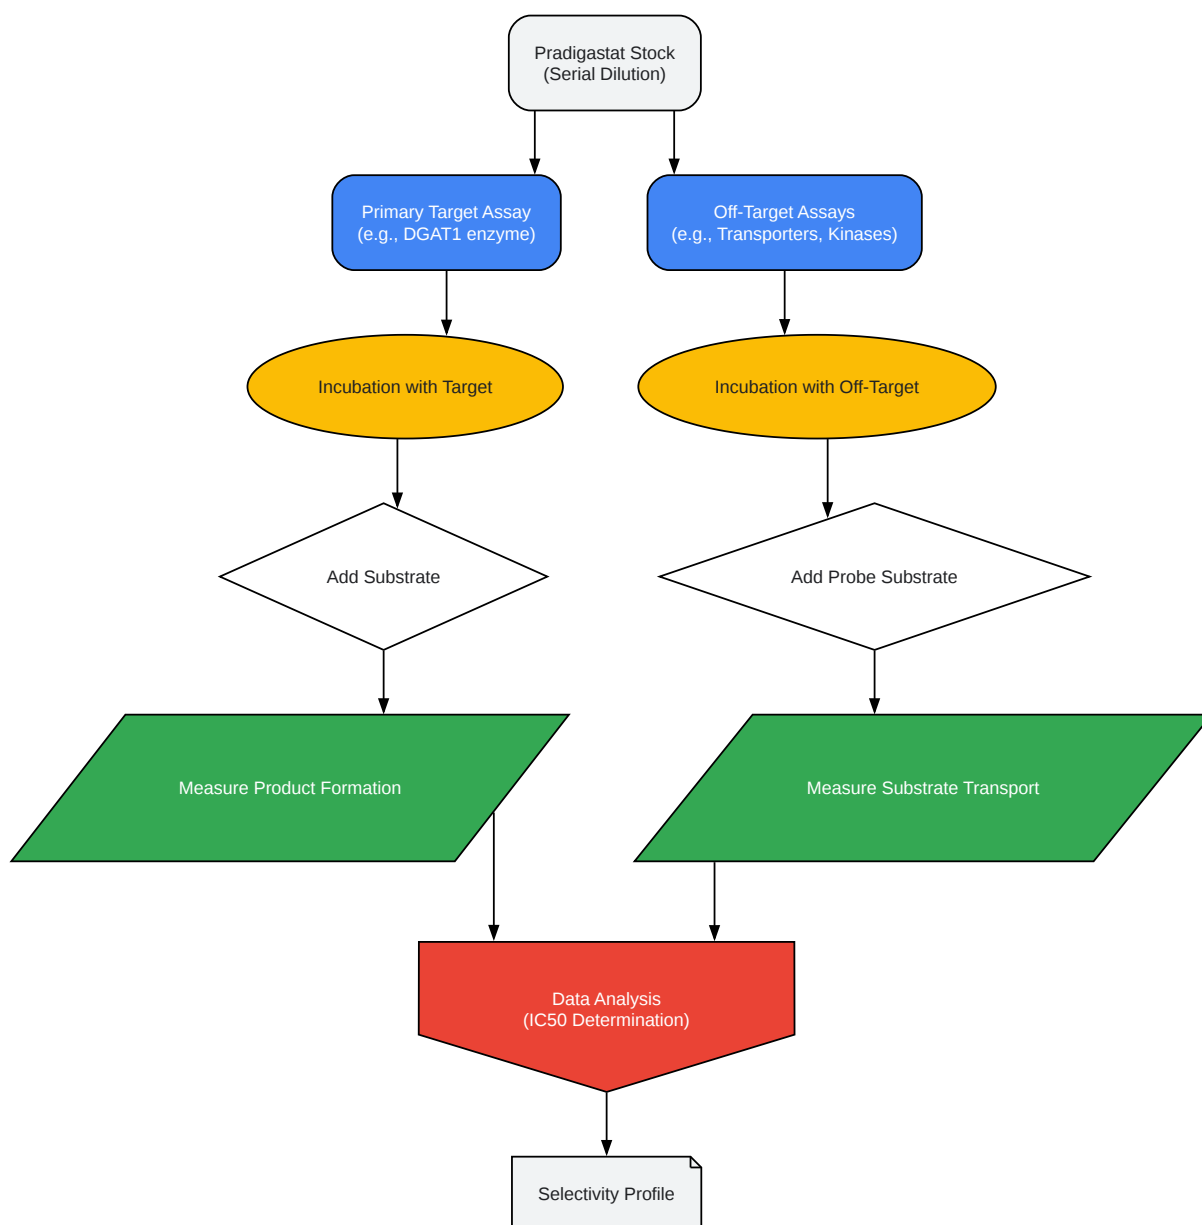 Pradigastat Stock
(Serial Dilution)
Primary Target Assay
(e.g., DGAT1 enzyme)
Off-Target Assays
(e.g., Transporters, Kinases)
Incubation with Target
Incubation with Off-Target
Add Substrate
Add Probe Substrate
Measure Product Formation
Measure Substrate Transport
Data Analysis
(IC50 Determination)
Selectivity Profile